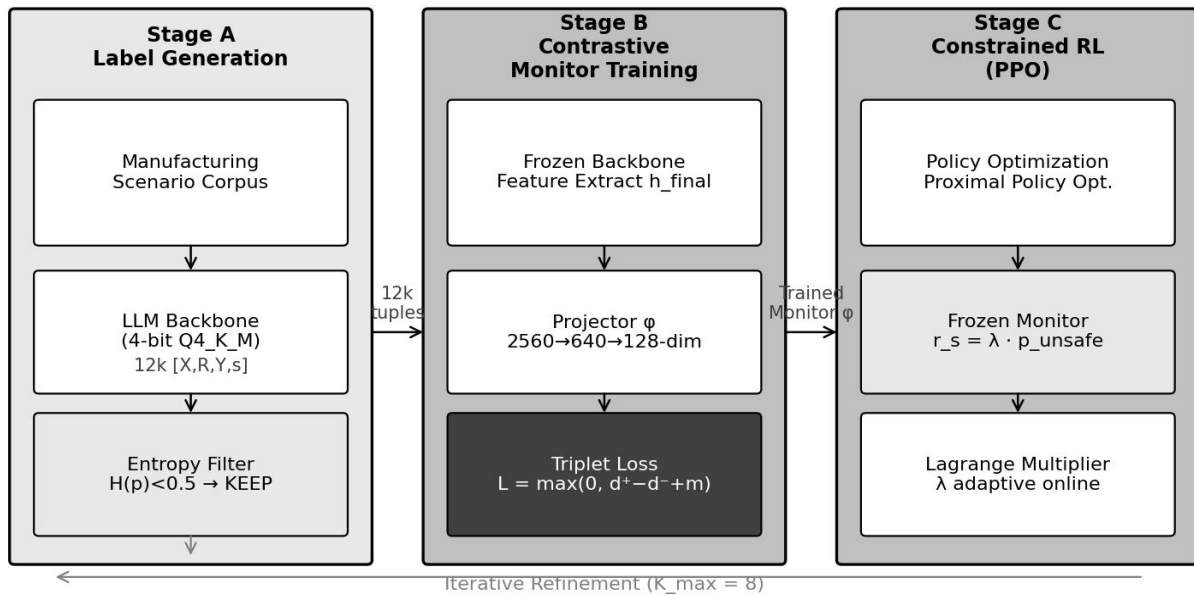 Stage A
Label Generation
Manufacturing
Scenario Corpus
LLM Backbone
(4-bit Q4_K_M)
12k [X,R,Y,s]
Entropy Filter
H(p)<0.5 → KEEP
12k
tuples
Stage B
Contrastive
Monitor Training
Frozen Backbone
Feature Extract h_final
Projector φ
2560→640→128-dim
Triplet Loss
L = max(0, d⁺−d⁻+m)
Trained
Monitor φ
Stage C
Constrained RL
(PPO)
Policy Optimization
Proximal Policy Opt.
Frozen Monitor
r_s = λ · p_unsafe
Lagrange Multiplier
λ adaptive online
Iterative Refinement (K_max = 8)